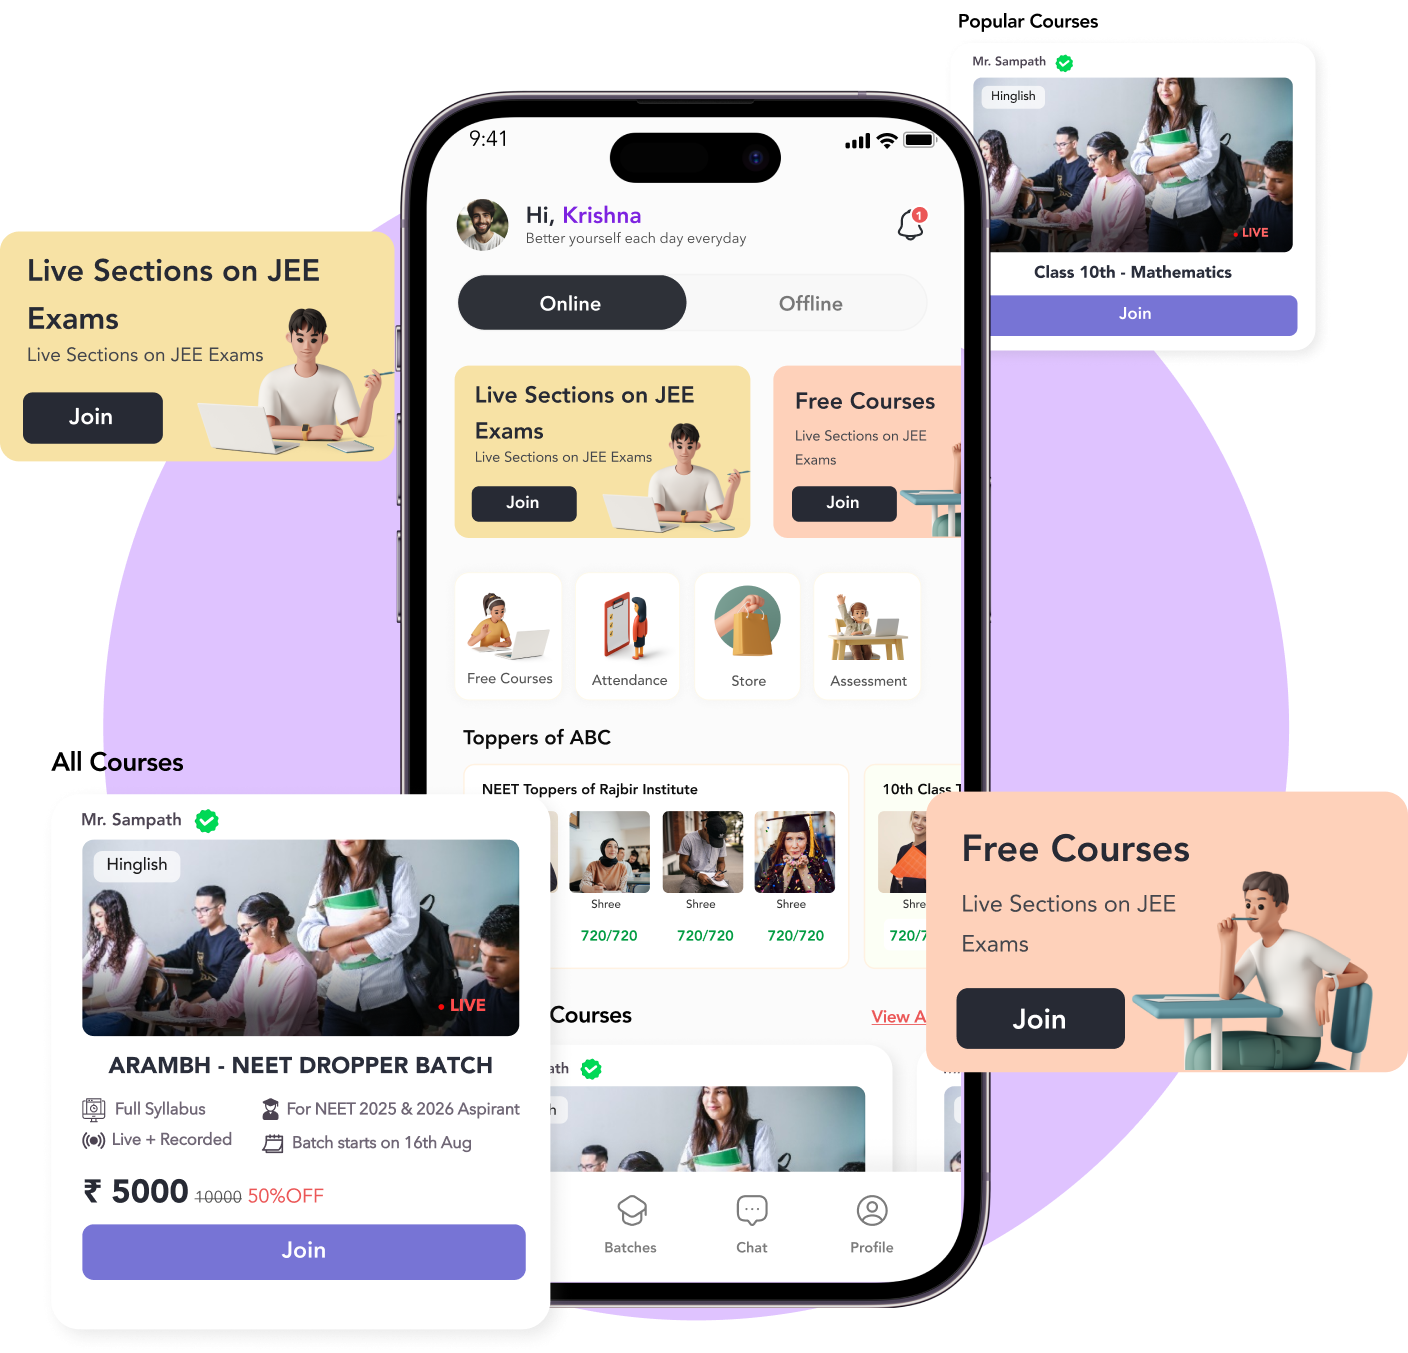 Popular Courses
Mr. Sampath
Hinglish
LIVE
Class 10th - Mathematics
Join
9:41
Hi, Krishna
Better yourself each day everyday
1
Online
Offline
Live Sections on JEE
Exams
Live Sections on JEE Exams
Join
Live Sections on JEE
Exams
Live Sections on JEE Exams
Join
Free Courses
Live Sections on JEE
Exams
Join
Free Courses
Attendance
Store
Assessment
Toppers of ABC
NEET Toppers of Rajbir Institute
Shree
Shree
Shree
720/720
720/720
720/720
10th Class
Shre
720/7
All Courses
Mr. Sampath
Hinglish
LIVE
ARAMBH - NEET DROPPER BATCH
Full Syllabus
For NEET 2025 & 2026 Aspirant
Live + Recorded
Batch starts on 16th Aug
₹ 5000 10000 50%OFF
Join
Free Courses
Live Sections on JEE
Exams
Join
Courses
View A
ath
h
Batches
Chat
Profile